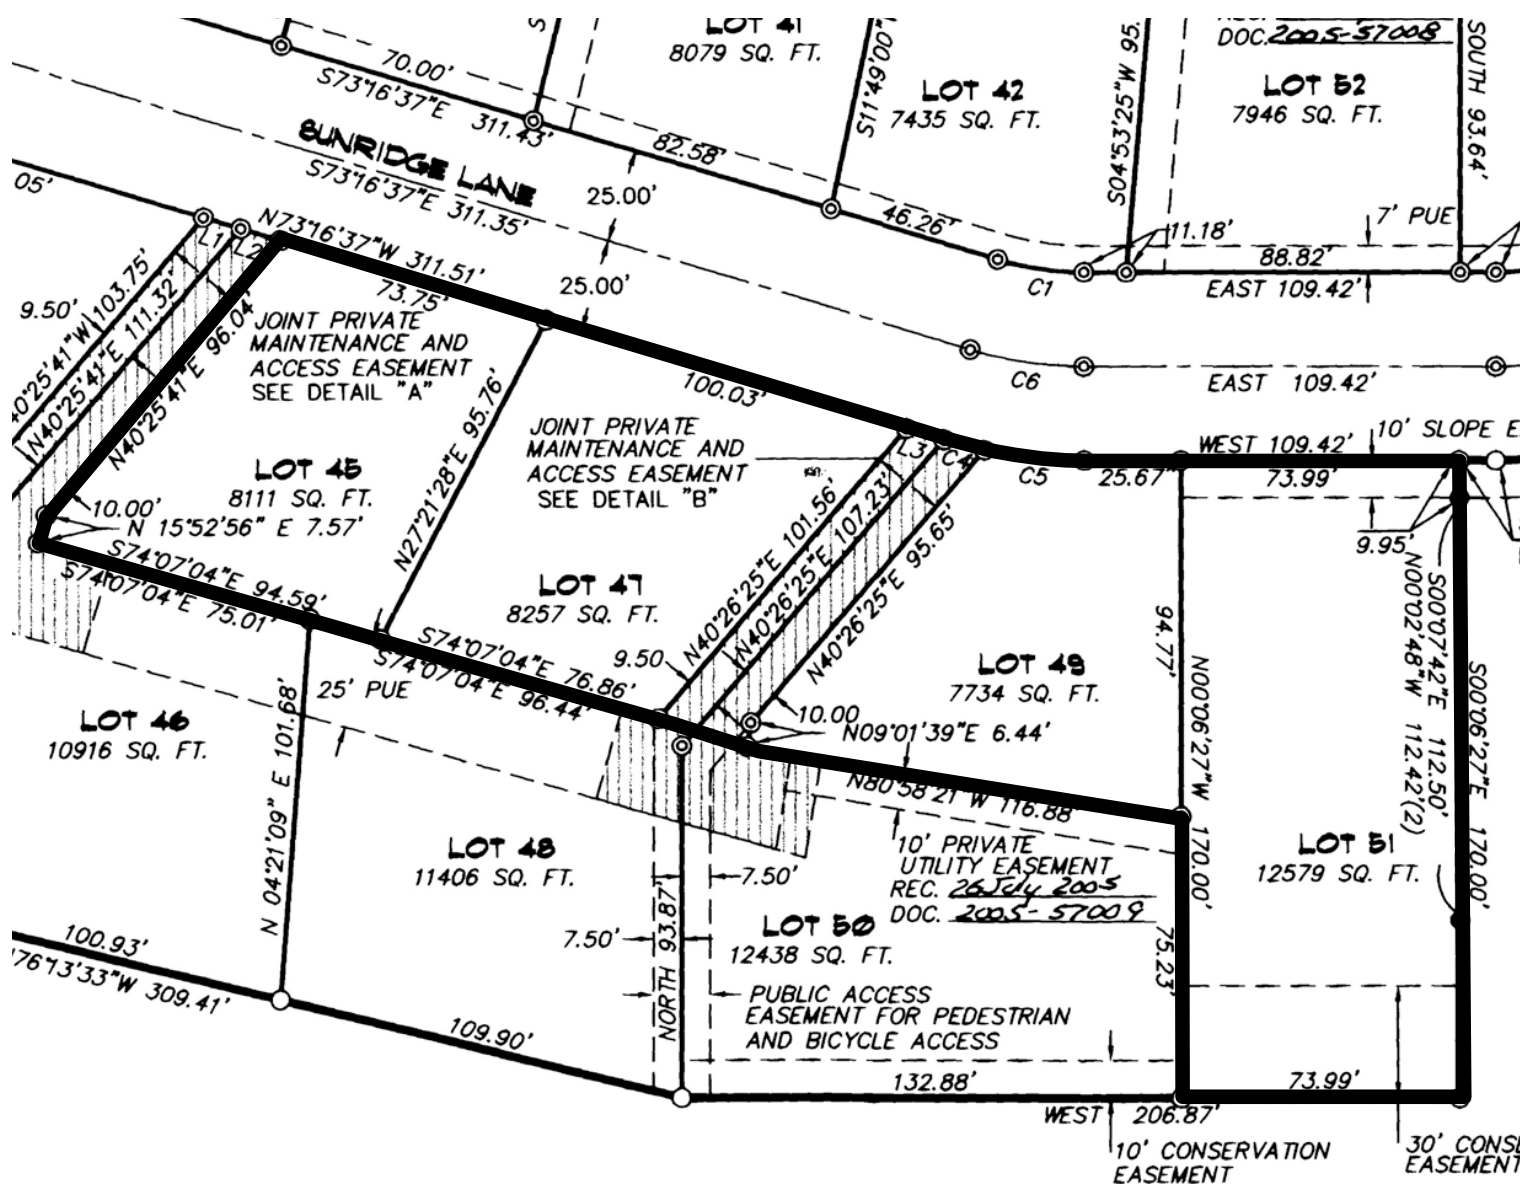 LOT 41
8079 SQ. FT.
DOC. 2005-57008
70.00'
S73°16'37"E 311.43'
82.58'
S11°49'00"
LOT 42
7435 SQ. FT.
S04°53'25"W 95.
LOT 52
7946 SQ. FT.
SOUTH 93.64'
SUNRIDGE LANE
S73°16'37"E 311.35'
25.00'
46.26'
11.18'
7' PUE
88.82'
EAST 109.42'
C1
05'
L1
L2
N73°16'37"W 311.51'
73.75'
25.00'
C6
EAST 109.42'
9.50'
40°25'41"W 103.75'
N40°25'41"E 111.32'
N40°25'41"E 96.04'
JOINT PRIVATE
MAINTENANCE AND
ACCESS EASEMENT
SEE DETAIL "A"
100.03'
N27°21'28"E 95.76'
JOINT PRIVATE
MAINTENANCE AND
ACCESS EASEMENT
SEE DETAIL "B"
L3
C4
C5
25.67'
WEST 109.42'
73.99'
10' SLOPE E
9.95'
LOT 45
8111 SQ. FT.
10.00'
N 15°52'56" E 7.57'
S74°07'04"E 94.59'
S74°07'04"E 75.01'
LOT 47
8257 SQ. FT.
N40°26'25"E 101.56'
N40°26'25"E 107.23'
N40°26'25"E 95.65'
S74°07'04"E 76.86'
S74°07'04"E 96.44'
9.50
10.00
N09°01'39"E 6.44'
LOT 49
7734 SQ. FT.
94.77'
N00°06'27"W 170.00'
N00°02'48"W 112.42'(2)
S00°07'42"E 112.50'
S00°06'27"E 170.00'
25' PUE
LOT 46
10916 SQ. FT.
N 04°21'09" E 101.68'
N80°58'21"W 116.88'
10' PRIVATE
UTILITY EASEMENT
REC. 26 July 2005
DOC. 2005-57009
LOT 51
12579 SQ. FT.
LOT 48
11406 SQ. FT.
7.50'
7.50'
NORTH 93.87'
LOT 50
12438 SQ. FT.
75.23'
PUBLIC ACCESS
EASEMENT FOR PEDESTRIAN
AND BICYCLE ACCESS
100.93'
76°13'33"W 309.41'
109.90'
132.88'
73.99'
WEST 206.87'
10' CONSERVATION
EASEMENT
30' CONS
EASEMENT